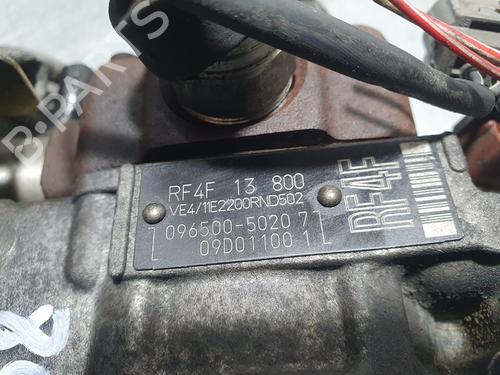 B-PARTS
RF4F 13 800
VE4/11E2200RND502
096500-5020 7
09D01100 1
RF4F